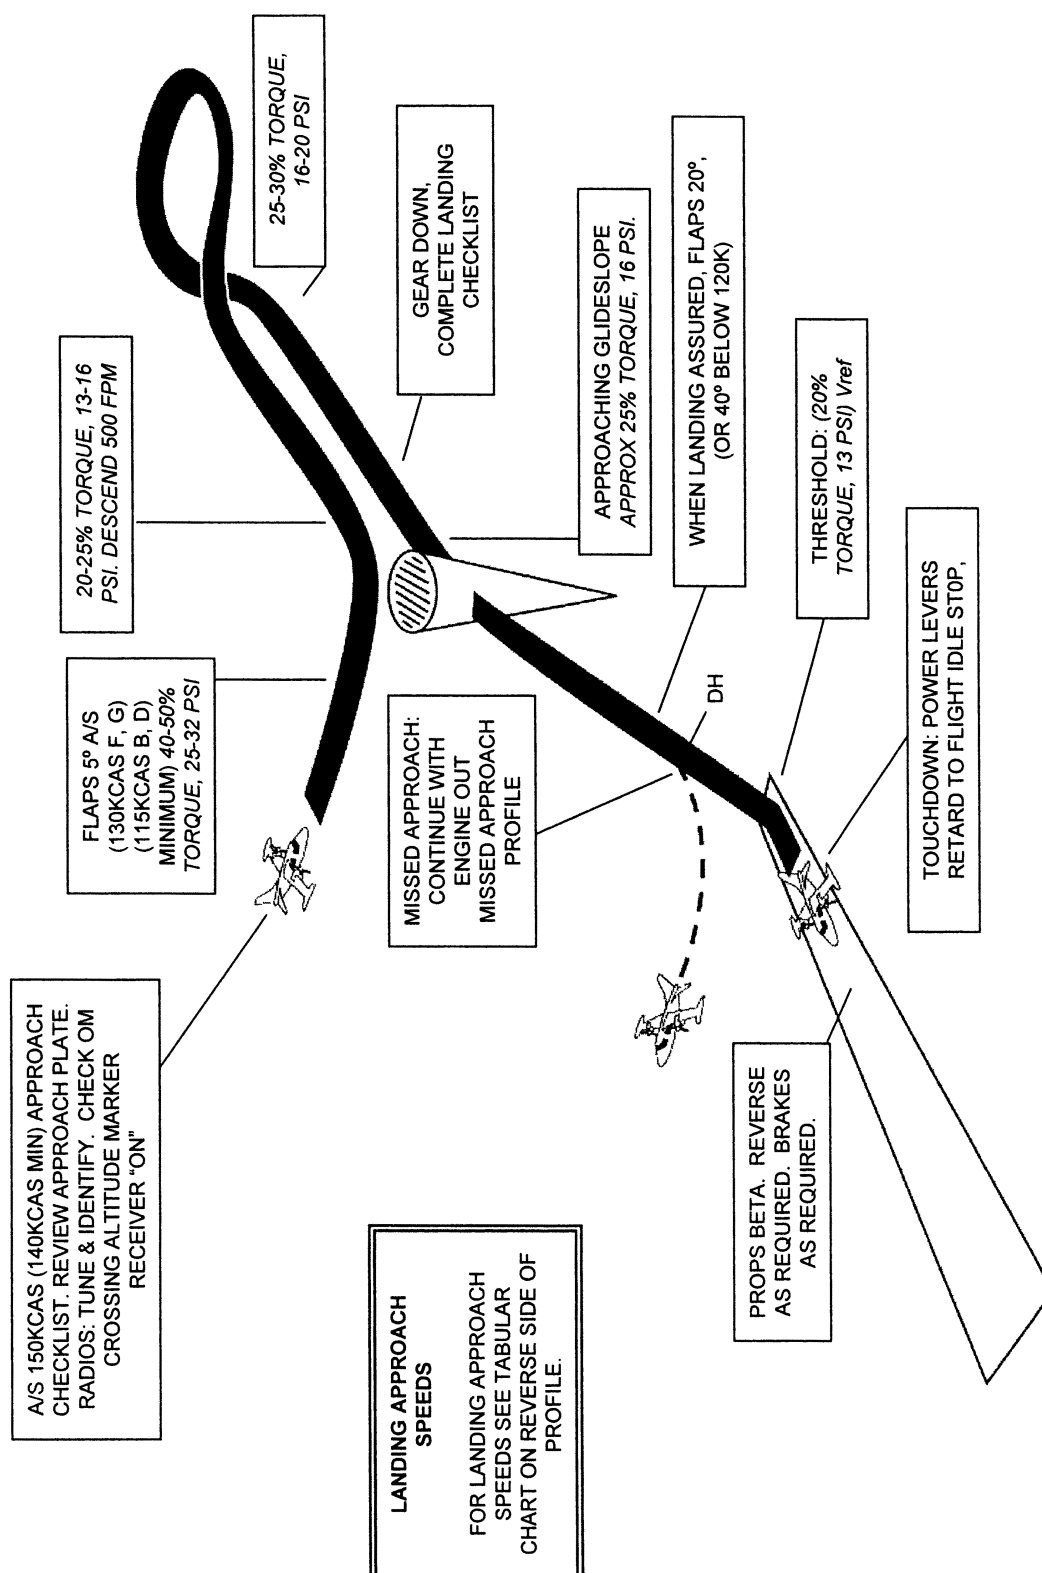 A/S 150KCAS (140KCAS MIN) APPROACH
CHECKLIST. REVIEW APPROACH PLATE.
RADIOS: TUNE & IDENTIFY. CHECK OM
CROSSING ALTITUDE MARKER
RECEIVER “ON”
FLAPS 5º A/S
(130KCAS F, G)
(115KCAS B, D)
MINIMUM) 40-50%
TORQUE, 25-32 PSI
20-25% TORQUE, 13-16
PSI. DESCEND 500 FPM
25-30% TORQUE,
16-20 PSI
GEAR DOWN,
COMPLETE LANDING
CHECKLIST
APPROACHING GLIDESLOPE
APPROX 25% TORQUE, 16 PSI.
WHEN LANDING ASSURED, FLAPS 20º,
(OR 40º BELOW 120K)
MISSED APPROACH:
CONTINUE WITH
ENGINE OUT
MISSED APPROACH
PROFILE
DH
THRESHOLD: (20%
TORQUE, 13 PSI) Vref
TOUCHDOWN: POWER LEVERS
RETARD TO FLIGHT IDLE STOP,
PROPS BETA. REVERSE
AS REQUIRED. BRAKES
AS REQUIRED.
LANDING APPROACH
SPEEDS
FOR LANDING APPROACH
SPEEDS SEE TABULAR
CHART ON REVERSE SIDE OF
PROFILE.